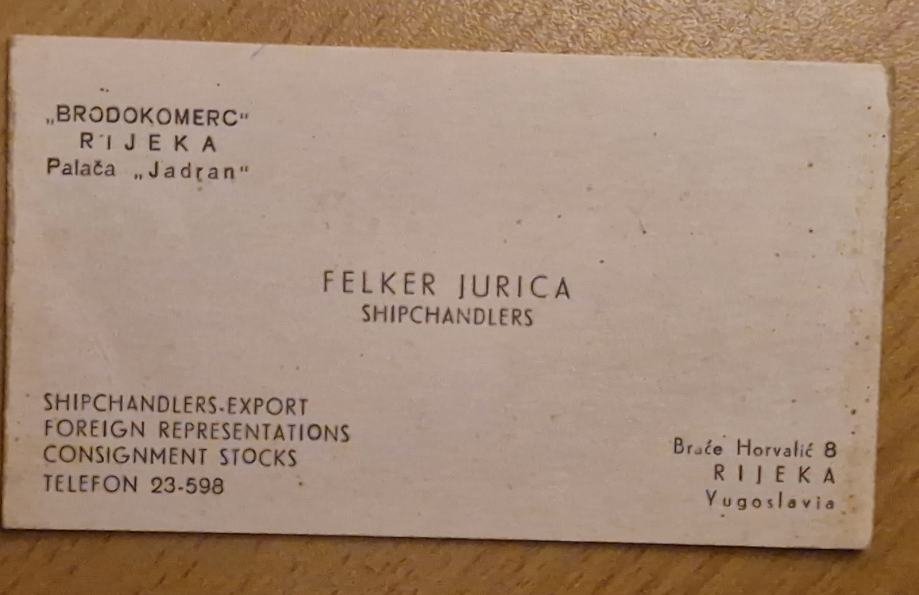 „BRODOKOMERC“
RIJEKA
Palača „Jadran“
FELKER JURICA
SHIPCHANDLERS
SHIPCHANDLERS-EXPORT
FOREIGN REPRESENTATIONS
CONSIGNMENT STOCKS
TELEFON 23-598
Braće Horvalić 8
RIJEKA
Yugoslavia